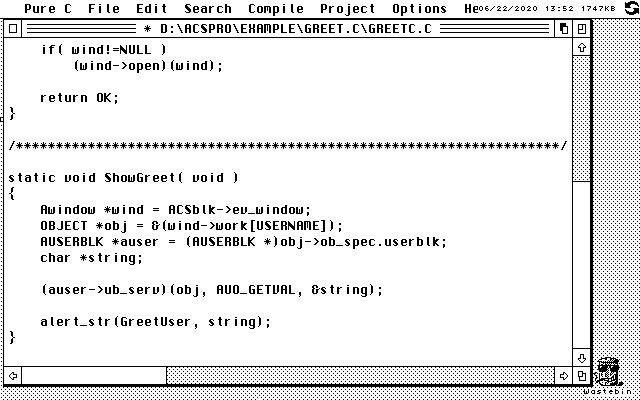 Pure C File Edit Search Compile Project Options He06/22/2020 13:52 1747KB
* D:\ACSPRO\EXAMPLE\GREET.C\GREETC.C
if( wind!=NULL )
(wind->open)(wind);
return OK;
}
/********************************************************************/
static void ShowGreet( void )
{
Awindow *wind = ACSblk->ev_window;
OBJECT *obj = &(wind->work[USERNAME]);
AUSERBLK *auser = (AUSERBLK *)obj->ob_spec.userblk;
char *string;
(auser->ub_serv)(obj, AUO_GETVAL, &string);
alert_str(GreetUser, string);
}
Wastebin